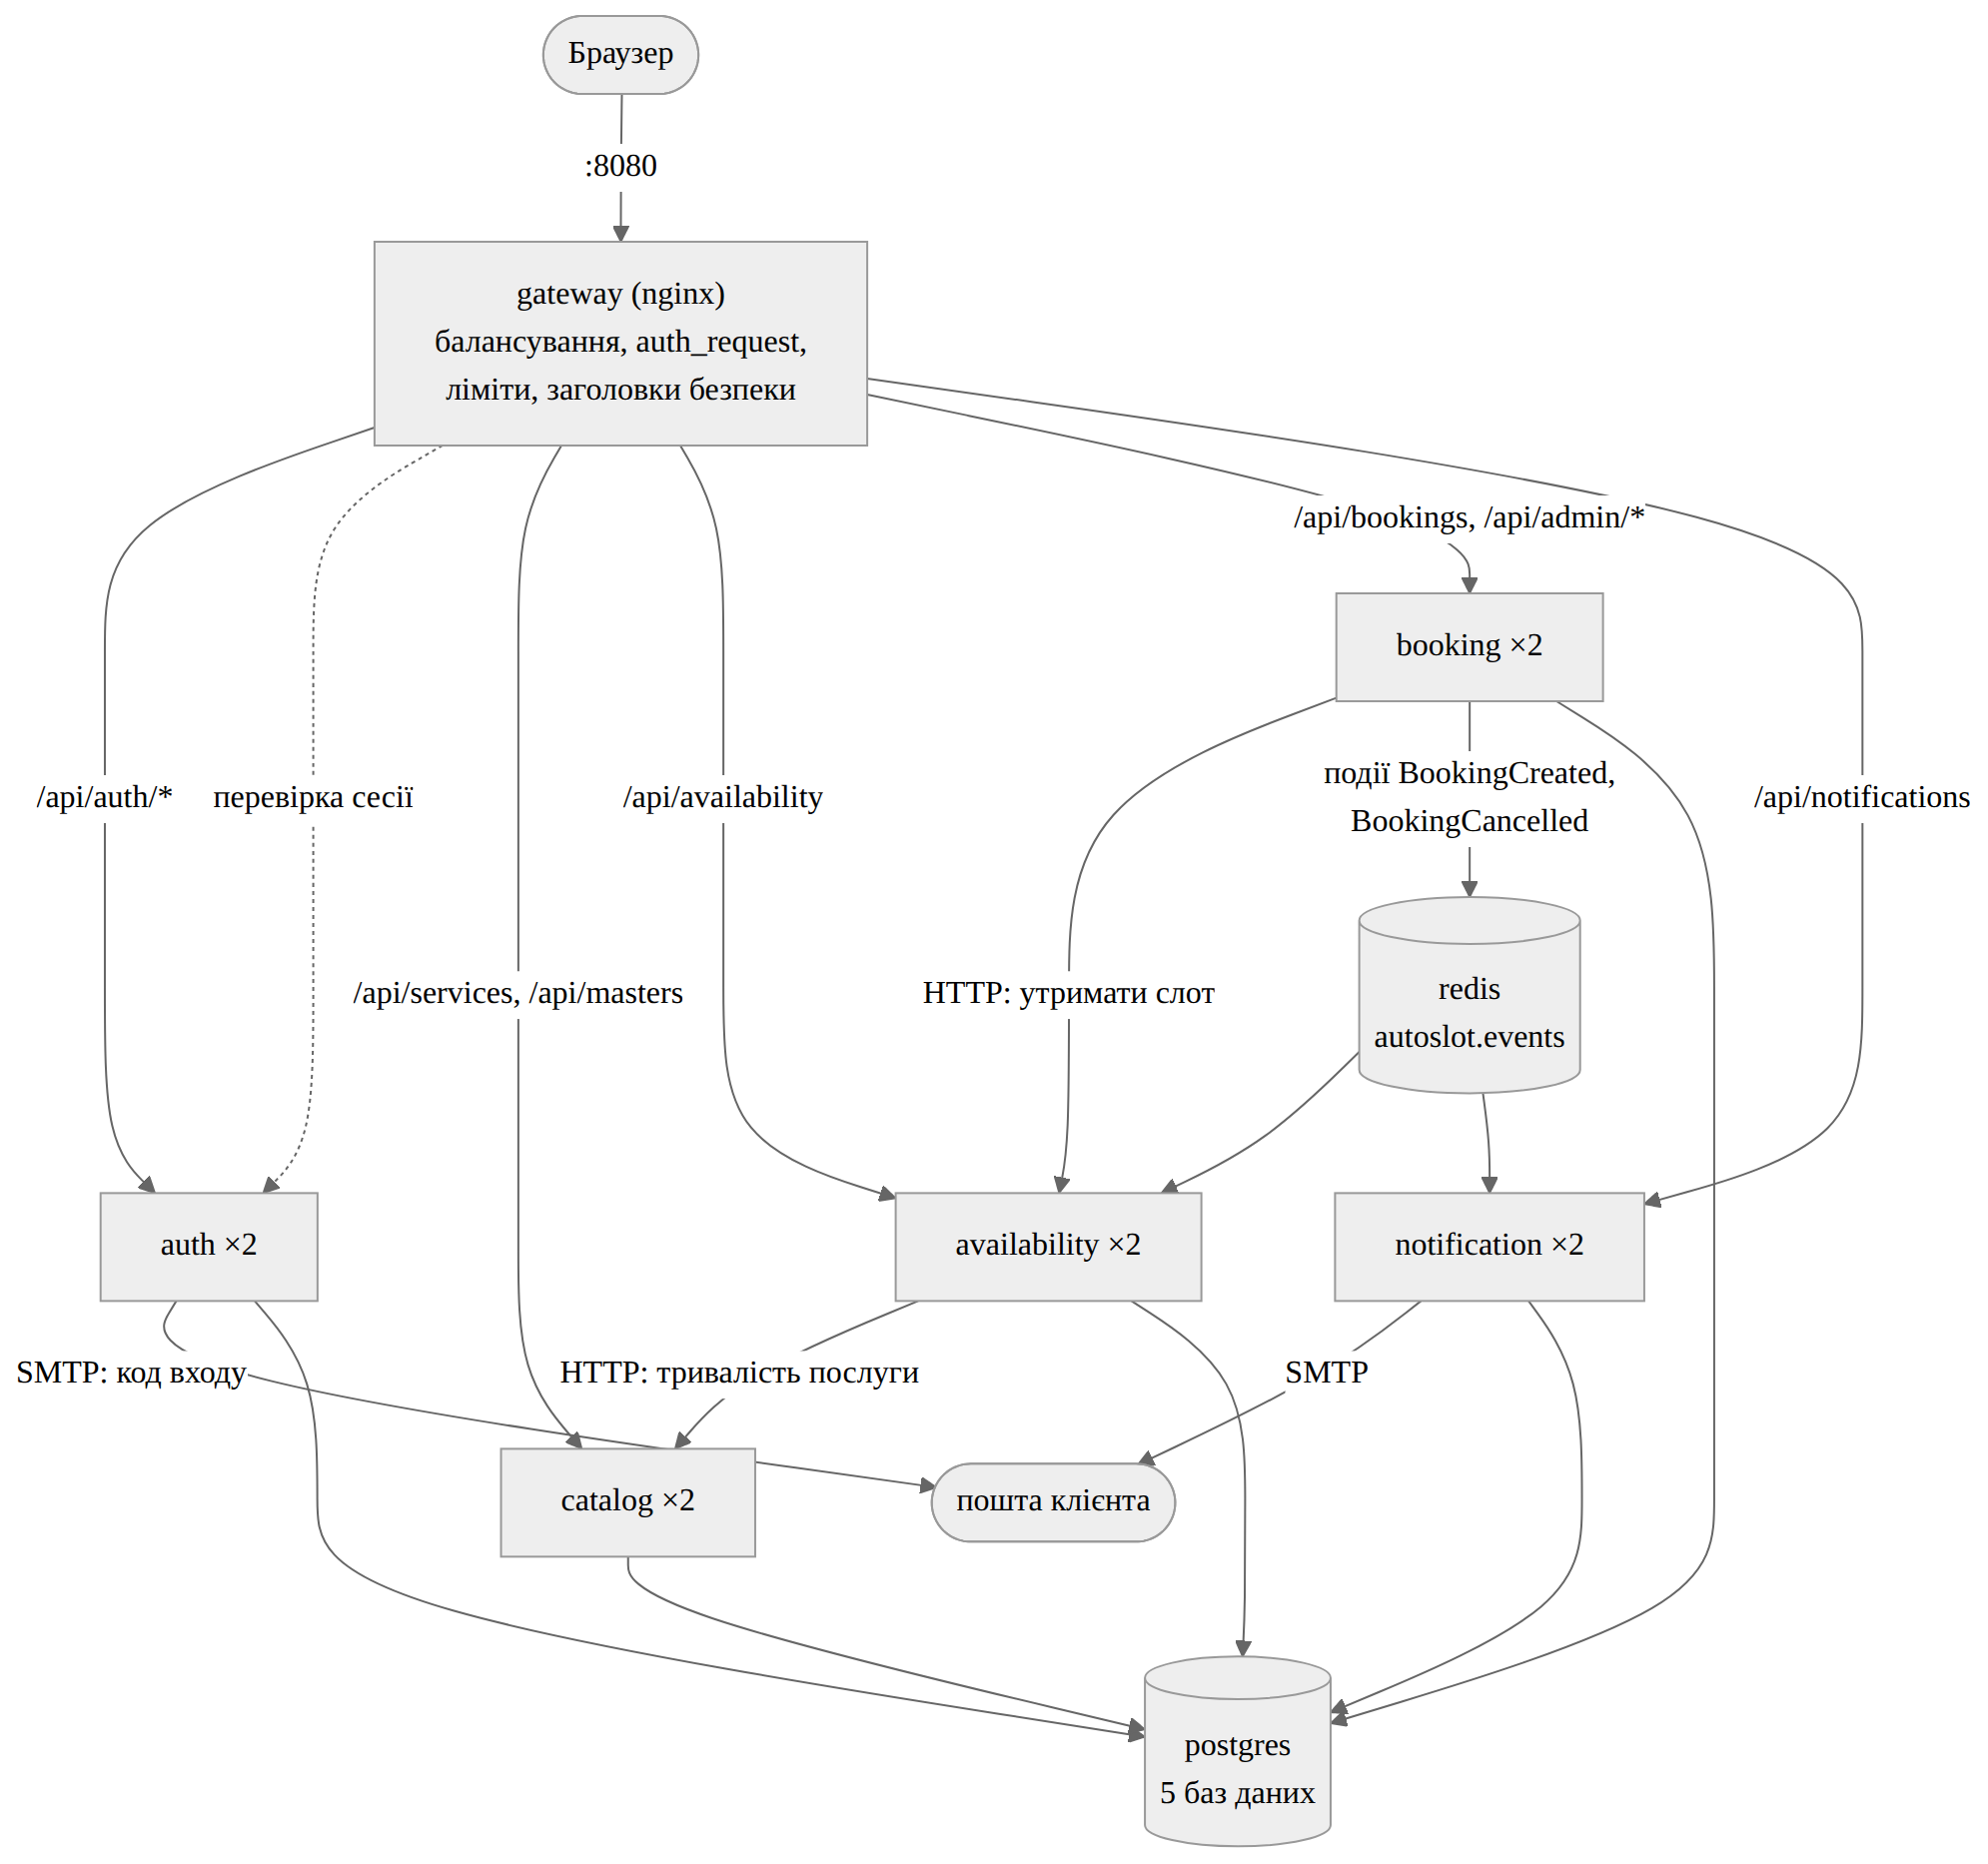 Браузер
:8080
gateway (nginx)
балансування, auth_request,
ліміти, заголовки безпеки
/api/bookings, /api/admin/*
booking ×2
/api/auth/*
перевірка сесії
/api/availability
події BookingCreated,
BookingCancelled
/api/notifications
/api/services, /api/masters
HTTP: утримати слот
redis
autoslot.events
auth ×2
availability ×2
notification ×2
SMTP: код входу
HTTP: тривалість послуги
SMTP
catalog ×2
пошта клієнта
postgres
5 баз даних